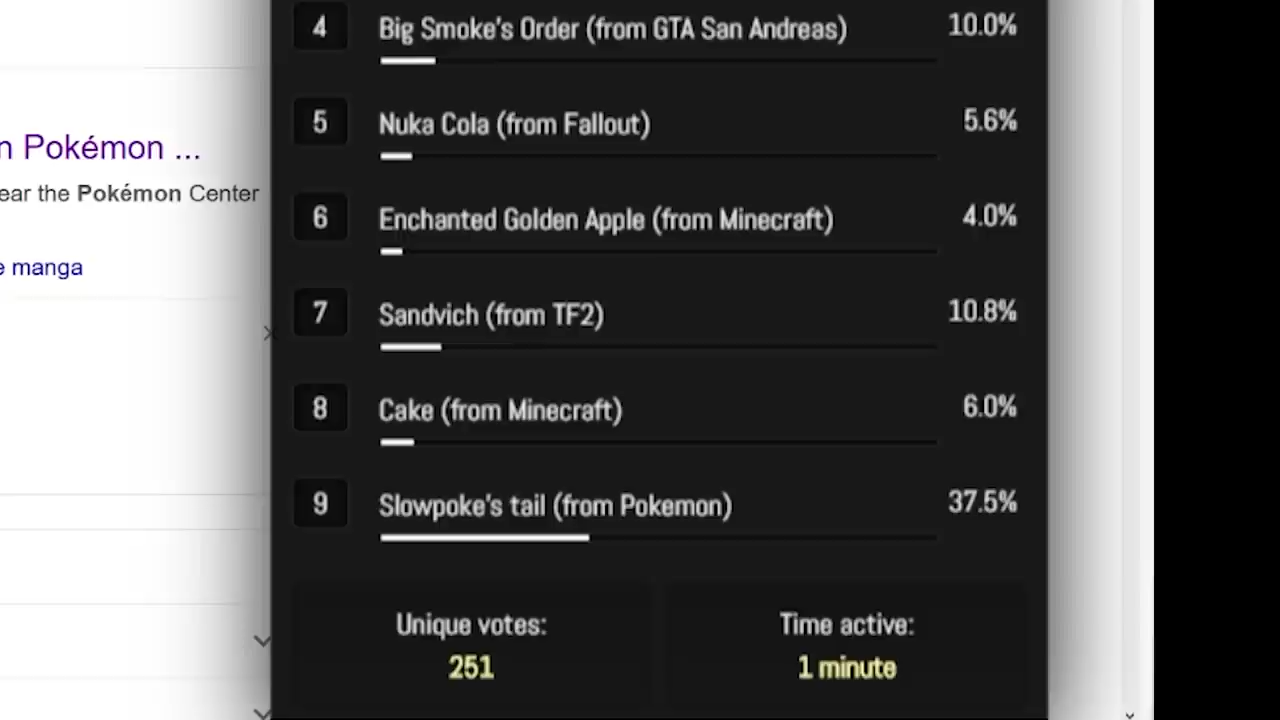 4 Big Smoke's Order (from GTA San Andreas) 10.0%
5 Nuka Cola (from Fallout) 5.6%
n Pokémon ...
ear the Pokémon Center
6 Enchanted Golden Apple (from Minecraft) 4.0%
e manga
7 Sandvich (from TF2) 10.8%
8 Cake (from Minecraft) 6.0%
9 Slowpoke's tail (from Pokemon) 37.5%
Unique votes: Time active:
251 1 minute